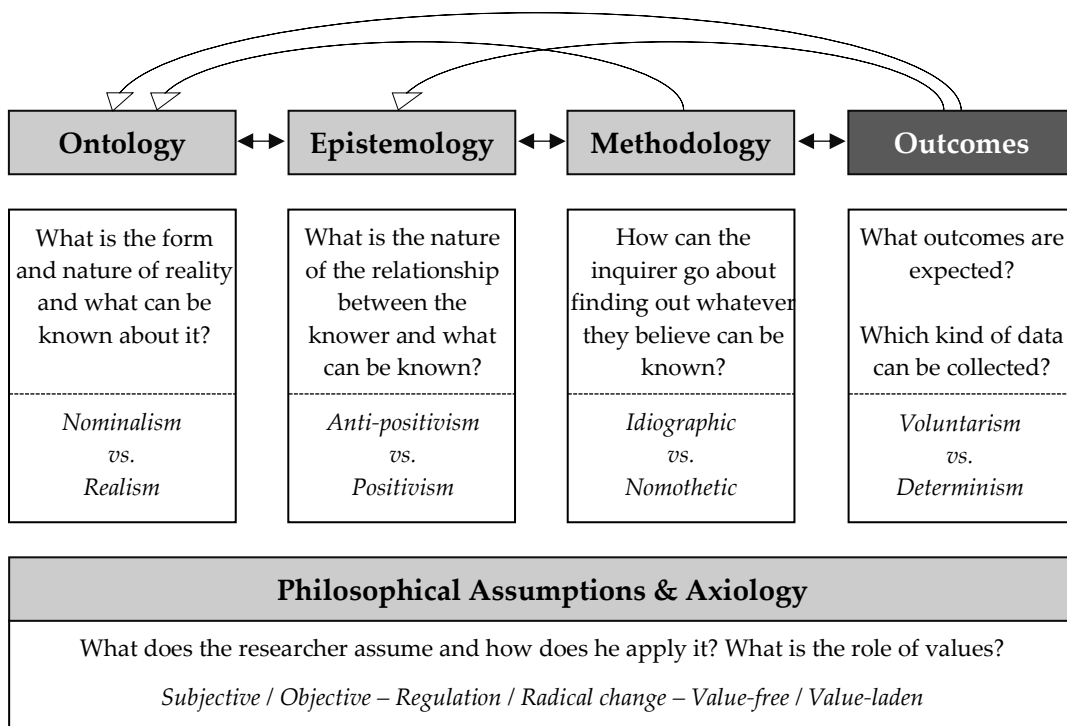 Ontology
Epistemology
Methodology
Outcomes
What is the form
and nature of reality
and what can be
known about it?
Nominalism
vs.
Realism
What is the nature
of the relationship
between the
knower and what
can be known?
Anti-positivism
vs.
Positivism
How can the
inquirer go about
finding out whatever
they believe can be
known?
Idiographic
vs.
Nomothetic
What outcomes are
expected?
Which kind of data
can be collected?
Voluntarism
vs.
Determinism
Philosophical Assumptions & Axiology
What does the researcher assume and how does he apply it? What is the role of values?
Subjective / Objective – Regulation / Radical change – Value-free / Value-laden